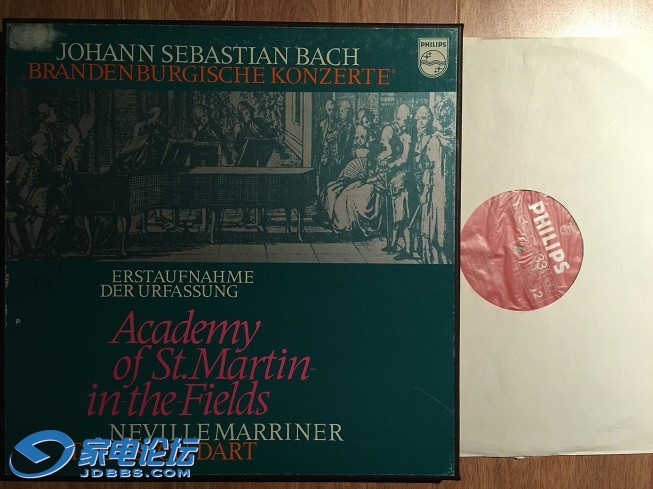 JOHANN SEBASTIAN BACH
PHILIPS
„BRANDENBURGISCHE KONZERTE"
ERSTAUFNAHME
DER URFASSUNG
Academy
of St. Martin-
in-the-Fields
NEVILLE MARRINER
DART
PHILIPS
33
家电论坛
JDBBS.COM